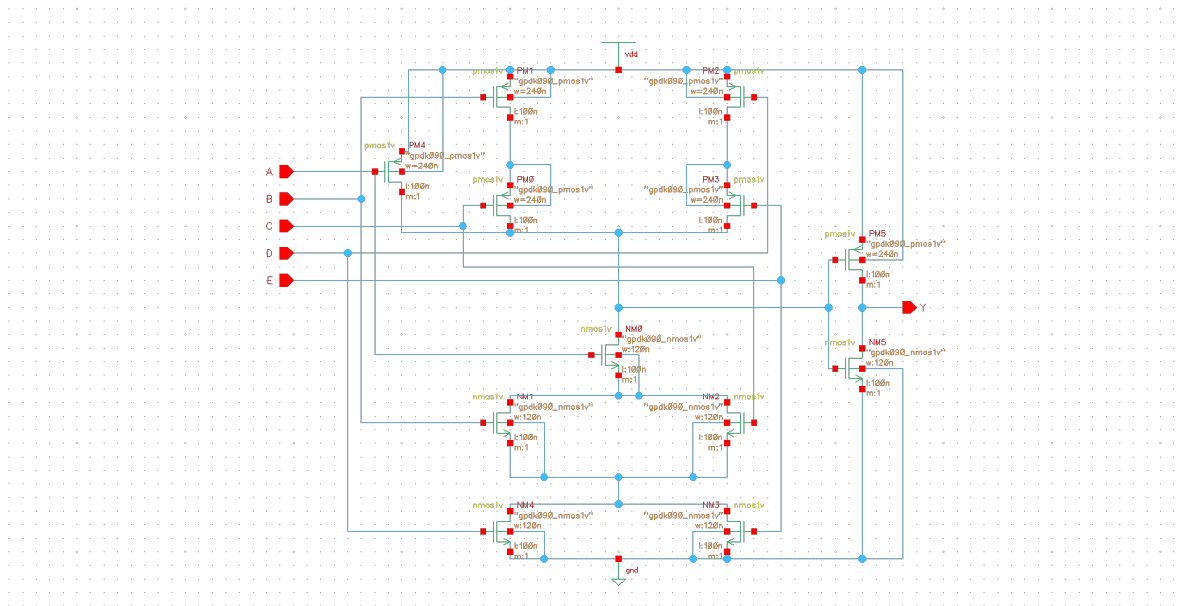 vdd
pmos1v PM1
"gpdk090_pmos1v"
w=240n
l:100n
m:1
PM2 pmos1v
"gpdk090_pmos1v"
w=240n
l:100n
m:1
pmos1v PM4
"gpdk090_pmos1v"
w=240n
l:100n
m:1
A
B
C
D
E
pmos1v PM0
"gpdk090_pmos1v"
w=240n
l:100n
m:1
PM3 pmos1v
"gpdk090_pmos1v"
w=240n
l:100n
m:1
pmos1v PM5
"gpdk090_pmos1v"
w=240n
l:100n
m:1
Y
nmos1v NM0
"gpdk090_nmos1v"
w:120n
l:100n
m:1
nmos1v NM5
"gpdk090_nmos1v"
w:120n
l:100n
m:1
nmos1v NM1
"gpdk090_nmos1v"
w:120n
l:100n
m:1
NM2 nmos1v
"gpdk090_nmos1v"
w:120n
l:100n
m:1
nmos1v NM4
"gpdk090_nmos1v"
w:120n
l:100n
m:1
NM3 nmos1v
"gpdk090_nmos1v"
w:120n
l:100n
m:1
gnd